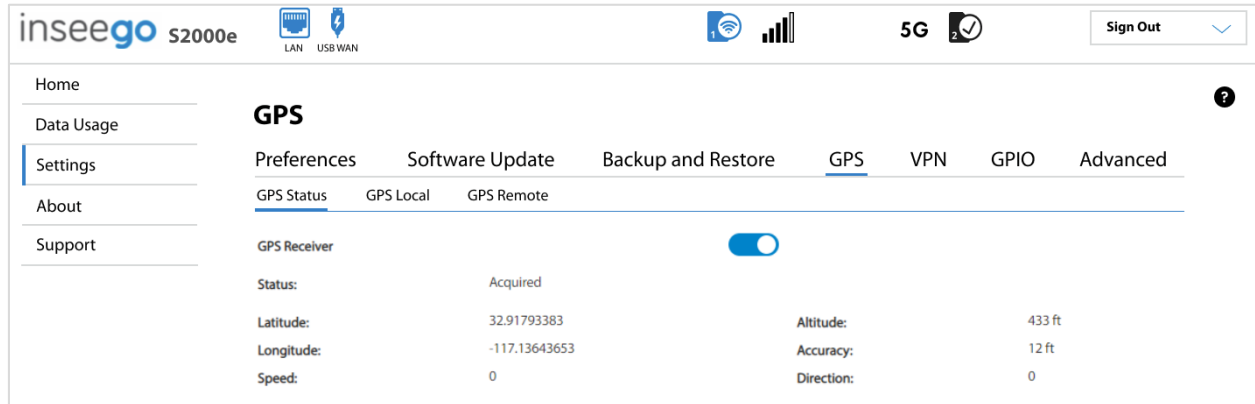 inseego S2000e
LAN
USB WAN
1
5G
2
Sign Out
Home
Data Usage
Settings
About
Support
?
GPS
Preferences Software Update Backup and Restore GPS VPN GPIO Advanced
GPS Status GPS Local GPS Remote
GPS Receiver
Status: Acquired
Latitude: 32.91793383 Altitude: 433 ft
Longitude: -117.13643653 Accuracy: 12 ft
Speed: 0 Direction: 0